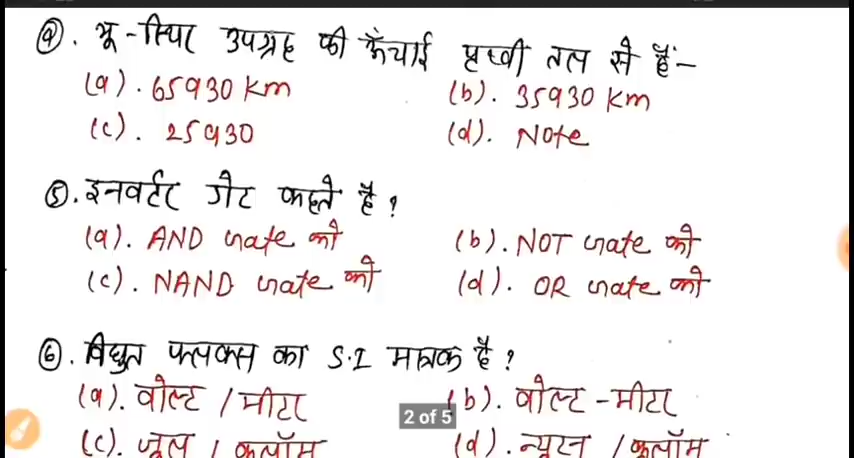 ④. भू-स्थिर उपग्रह की ऊँचाई पृथ्वी तल से हैं-
(a). 65930 Km (b). 35930 Km
(c). 25930 (d). Note
⑤. इनवर्टर गेट कहते है ?
(a). AND gate को (b). NOT gate को
(c). NAND gate को (d). OR gate को
⑥. विद्युत फ्लक्स का S.I मात्रक है ?
(a). वोल्ट / मीटर (b). वोल्ट - मीटर
2 of 5
(c). जूल / कूलॉम (d). न्यूटन / कूलॉम